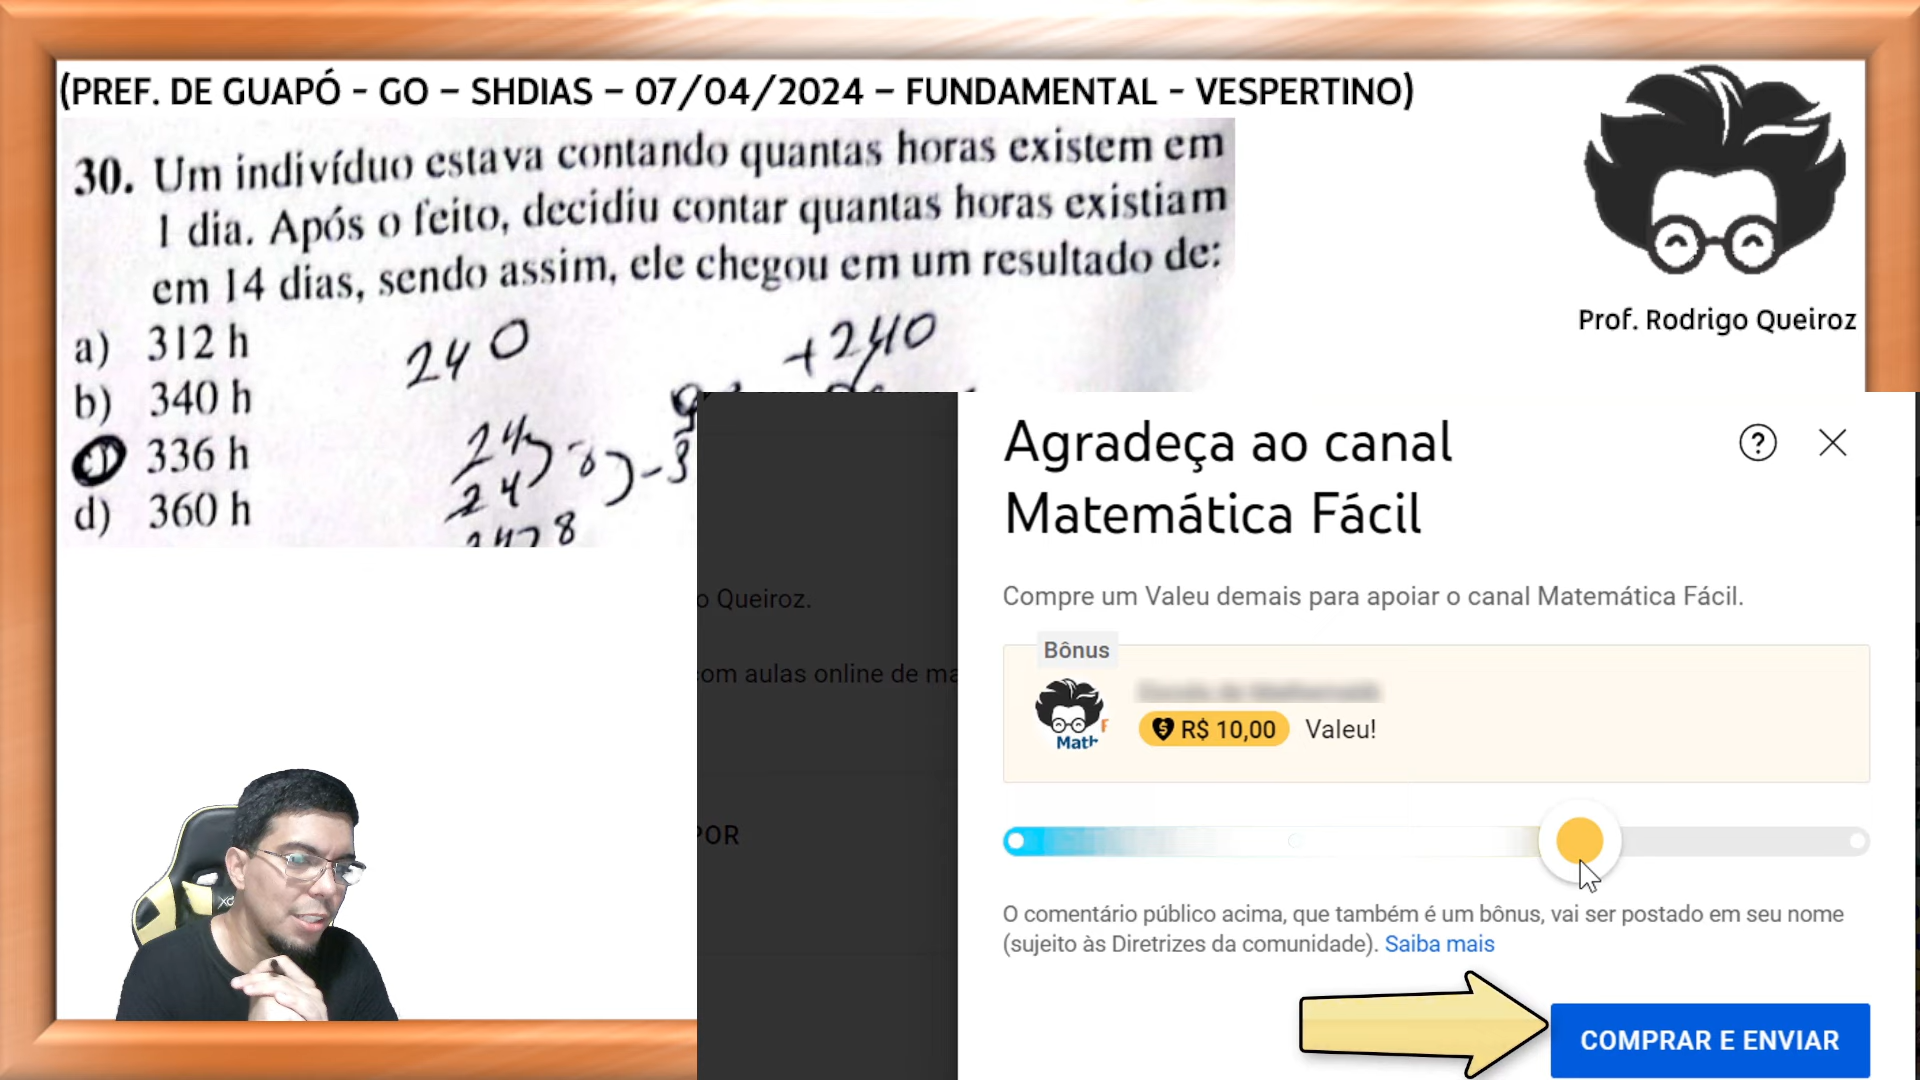 (PREF. DE GUAPÓ - GO – SHDIAS – 07/04/2024 – FUNDAMENTAL - VESPERTINO)
30. Um indivíduo estava contando quantas horas existem em
1 dia. Após o feito, decidiu contar quantas horas existiam
em 14 dias, sendo assim, ele chegou em um resultado de:
a) 312 h
b) 340 h
336 h
d) 360 h
240
+240
24
24
8
Prof. Rodrigo Queiroz
o Queiroz.
om aulas online de
POR
Agradeça ao canal
Matemática Fácil
Compre um Valeu demais para apoiar o canal Matemática Fácil.
Bônus
Math
R$ 10,00 Valeu!
O comentário público acima, que também é um bônus, vai ser postado em seu nome
(sujeito às Diretrizes da comunidade). Saiba mais
COMPRAR E ENVIAR